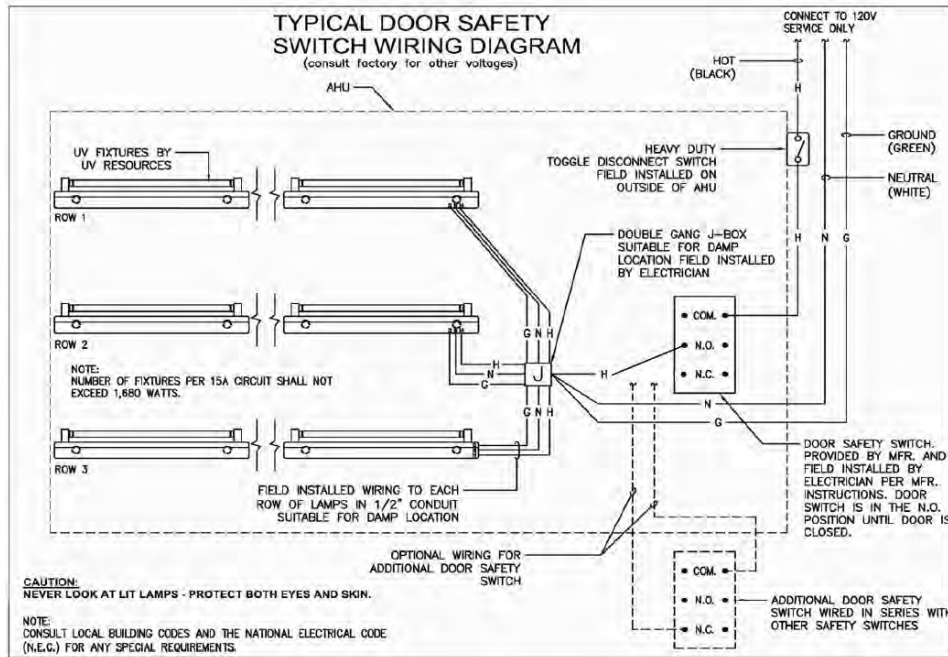 TYPICAL DOOR SAFETY
SWITCH WIRING DIAGRAM
(consult factory for other voltages)
CONNECT TO 120V
SERVICE ONLY
HOT
(BLACK)
H
AHU
UV FIXTURES BY
UV RESOURCES
HEAVY DUTY
TOGGLE DISCONNECT SWITCH
FIELD INSTALLED ON
OUTSIDE OF AHU
GROUND
(GREEN)
NEUTRAL
(WHITE)
ROW 1
DOUBLE GANG J-BOX
SUITABLE FOR DAMP
LOCATION FIELD INSTALLED
BY ELECTRICIAN
H N G
COM.
N.O.
N.C.
G N H
ROW 2
H
N
G
J
H
NOTE:
NUMBER OF FIXTURES PER 15A CIRCUIT SHALL NOT
EXCEED 1,680 WATTS.
N
G
G N H
ROW 3
DOOR SAFETY SWITCH.
PROVIDED BY MFR. AND
FIELD INSTALLED BY
ELECTRICIAN PER MFR.
INSTRUCTIONS. DOOR
SWITCH IS IN THE N.O.
POSITION UNTIL DOOR IS
CLOSED.
FIELD INSTALLED WIRING TO EACH
ROW OF LAMPS IN 1/2" CONDUIT
SUITABLE FOR DAMP LOCATION
OPTIONAL WIRING FOR
ADDITIONAL DOOR SAFETY
SWITCH
COM.
N.O.
N.C.
ADDITIONAL DOOR SAFETY
SWITCH WIRED IN SERIES WITH
OTHER SAFETY SWITCHES
CAUTION:
NEVER LOOK AT LIT LAMPS - PROTECT BOTH EYES AND SKIN.
NOTE:
CONSULT LOCAL BUILDING CODES AND THE NATIONAL ELECTRICAL CODE
(N.E.C.) FOR ANY SPECIAL REQUIREMENTS.